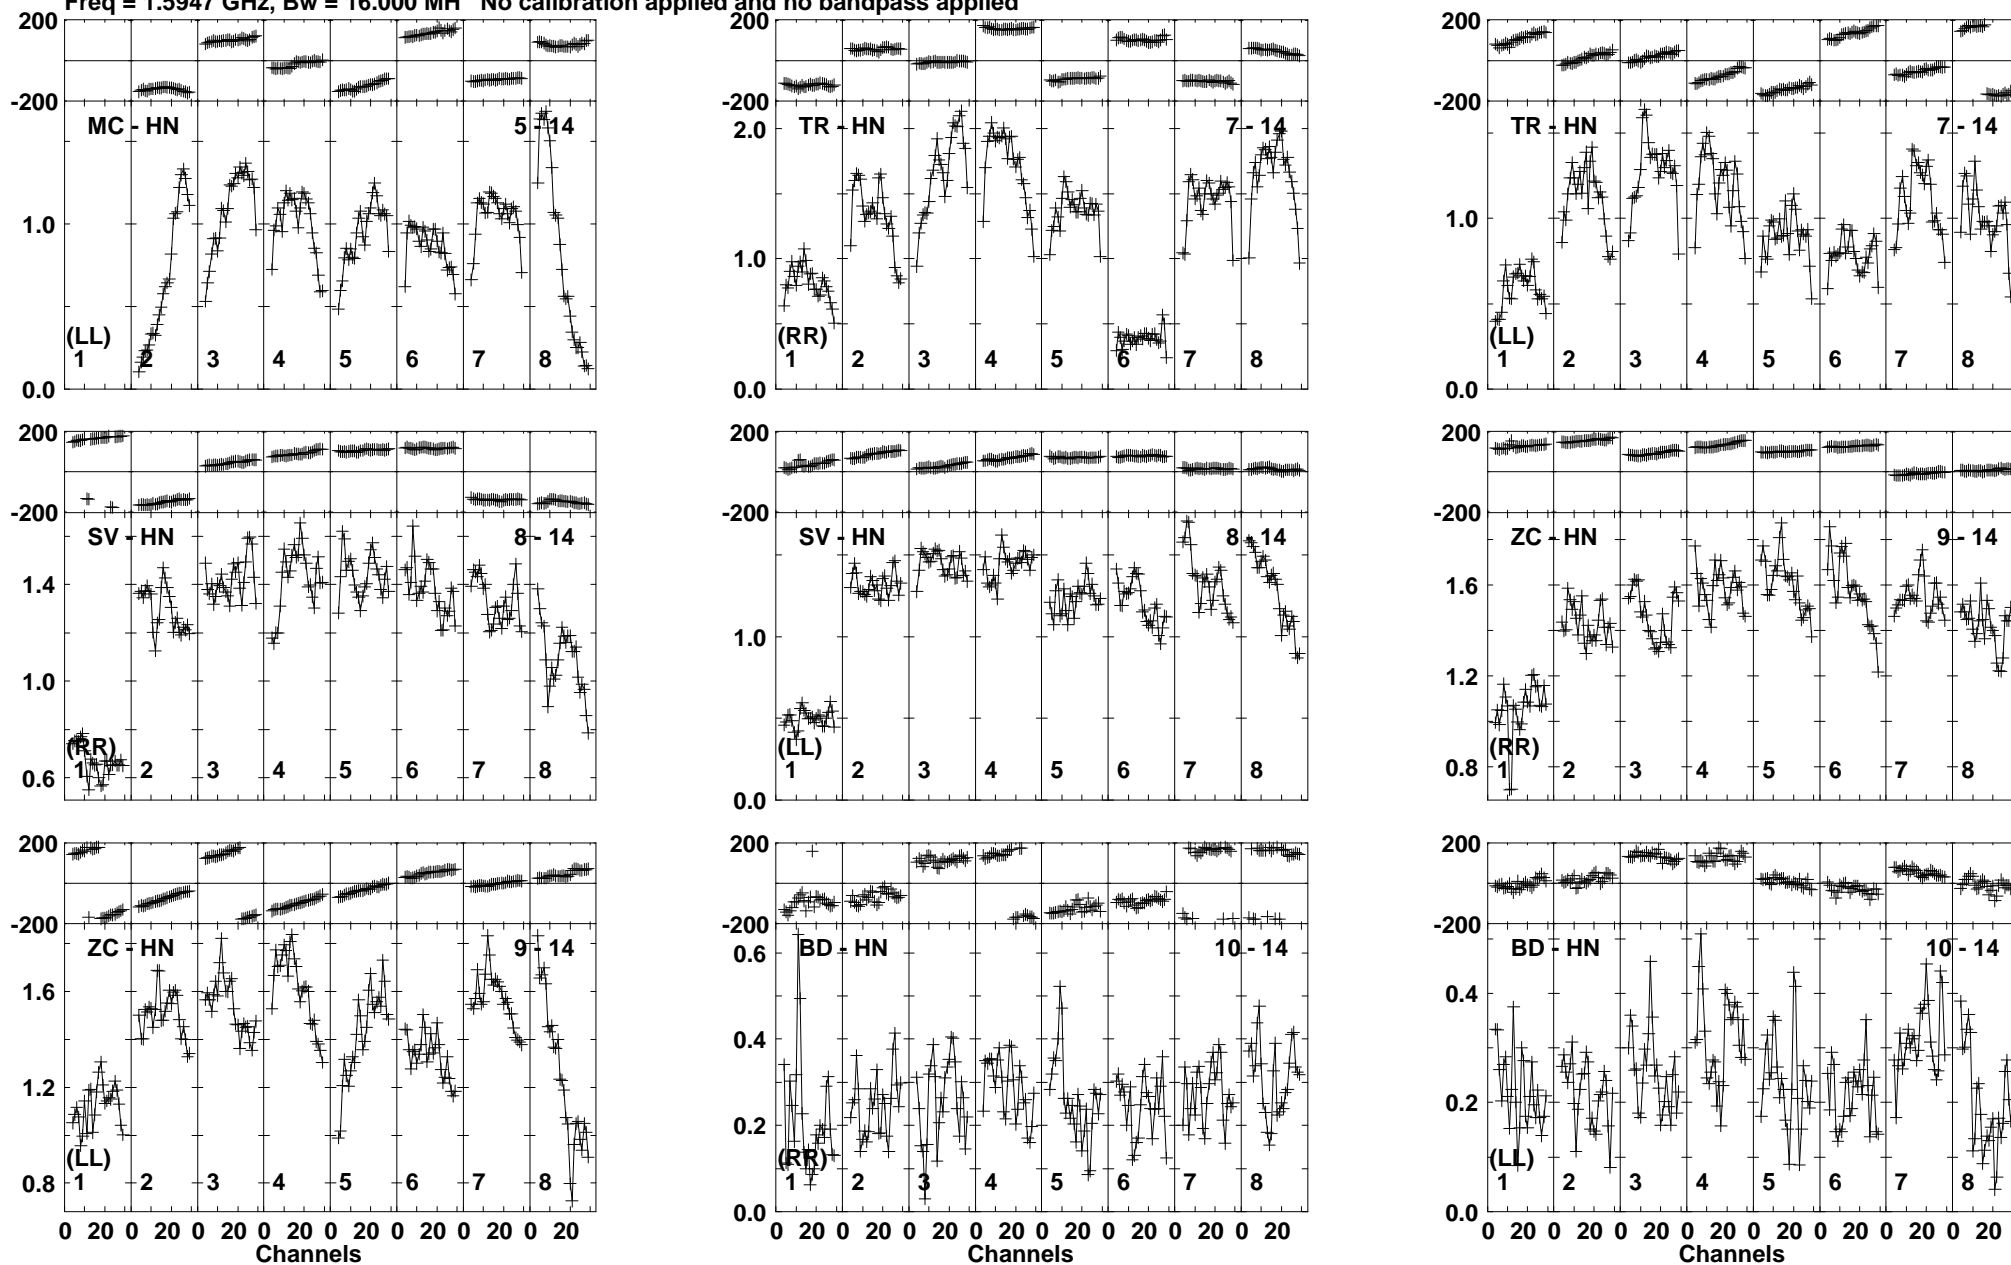 Freq = 1.5947 GHz, Bw = 16.000 MH No calibration applied and no bandpass applied
200 200 200
-200 -200 -200
MC - HN 5 - 14 TR - HN 7 - 14 TR - HN 7 - 14
2.0
1.0 1.0 1.0
(LL) (RR) (LL)
1 2 3 4 5 6 7 8 1 2 3 4 5 6 7 8 1 2 3 4 5 6 7 8
0.0 0.0 0.0
200 200 200
-200 -200 -200
SV - HN 8 - 14 SV - HN 8 - 14 ZC - HN 9 - 14
1.4 1.0 1.6
1.0 1.2
(RR) (LL) (RR)
1 2 3 4 5 6 7 8 1 2 3 4 5 6 7 8 1 2 3 4 5 6 7 8
0.6 0.0 0.8
200 200 200
-200 -200 -200
1.80
ZC - HN 9 - 14 BD - HN 10 - 14 BD - HN 10 - 14
1.6 0.6 0.4
0.4
1.2 0.2 0.2
(LL) (RR) (LL)
1 2 3 4 5 6 7 8 1 2 3 4 5 6 7 8 1 2 3 4 5 6 7 8
0.8 0.0 0.0
0 20 0 20 0 20 0 20 0 20 0 20 0 20 0 20 0 20 0 20 0 20 0 20 0 20 0 20 0 20 0 20 0 20 0 20 0 20 0 20 0 20 0 20 0 20 0 20
Channels Channels Channels